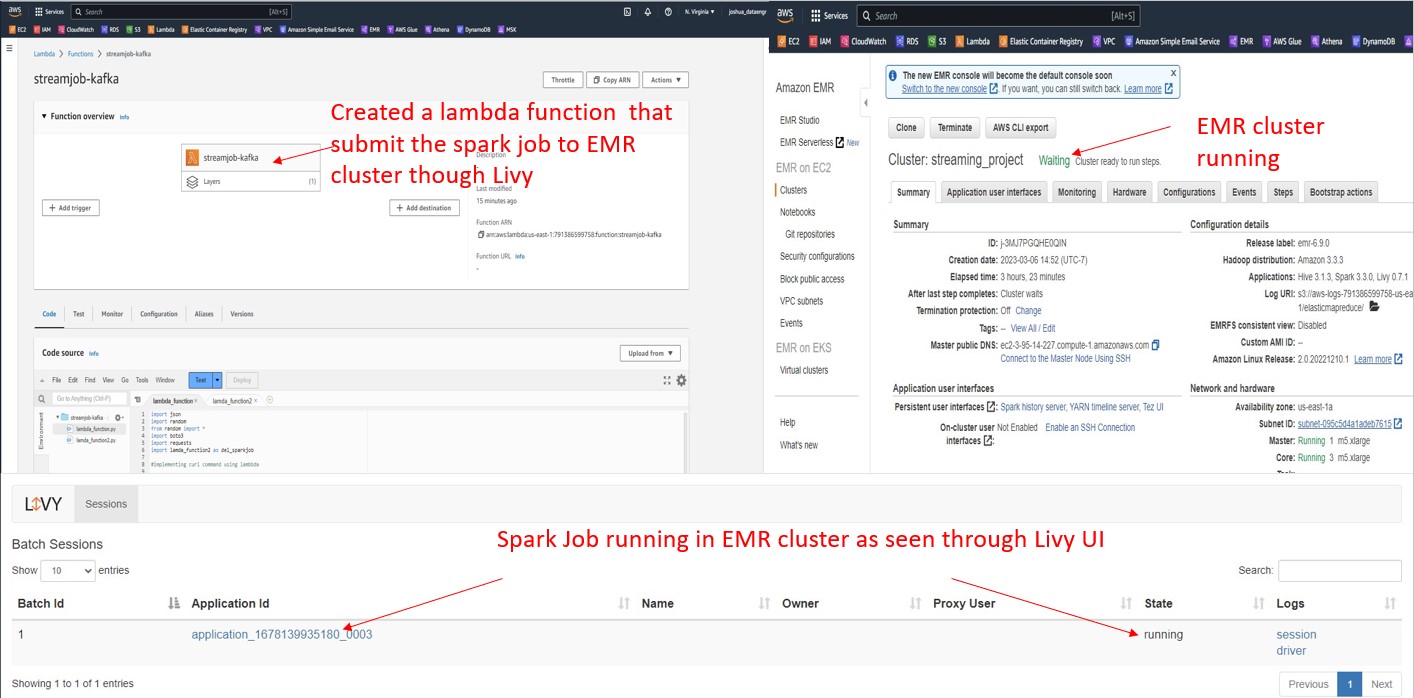 aws Services Search [Alt+S] N. Virginia joshua_dataengr
EC2 IAM CloudWatch RDS S3 Lambda Elastic Container Registry VPC Amazon Simple Email Service EMR AWS Glue Athena DynamoDB MSK
Lambda > Functions > streamjob-kafka
streamjob-kafka
Throttle Copy ARN Actions
Function overview Info
Created a lambda function that
submit the spark job to EMR
cluster though Livy
streamjob-kafka
Layers (1)
+ Add trigger
+ Add destination
Description
-
Last modified
15 minutes ago
Function ARN
arn:aws:lambda:us-east-1:791386599758:function:streamjob-kafka
Function URL Info
-
Code Test Monitor Configuration Aliases Versions
Code source Info
Upload from
File Edit Find View Go Tools Window Test Deploy
Go to Anything (Ctrl-P)
lambda_function × lamda_function2 ×
Environment
streamjob-kafka
lambda_function.py
lamda_function2.py
1 import json
2 import random
3 from random import *
4 import boto3
5 import requests
6 import lamda_function2 as del_sparkjob
7
8 #implementing curl command using lambbda
9
aws Services Search [Alt+S]
EC2 IAM CloudWatch RDS S3 Lambda Elastic Container Registry VPC Amazon Simple Email Service EMR AWS Glue Athena DynamoDB
Amazon EMR
EMR Studio
EMR Serverless New
EMR on EC2
Clusters
Notebooks
Git repositories
Security configurations
Block public access
VPC subnets
Events
EMR on EKS
Virtual clusters
Help
What's new
The new EMR console will become the default console soon X
Switch to the new console. If you want, you can still switch back. Learn more
Clone Terminate AWS CLI export
EMR cluster
running
Cluster: streaming_project Waiting Cluster ready to run steps.
Summary Application user interfaces Monitoring Hardware Configurations Events Steps Bootstrap actions
Summary
ID: j-3MJ7PGQHE0QIN
Creation date: 2023-03-06 14:52 (UTC-7)
Elapsed time: 3 hours, 23 minutes
After last step completes: Cluster waits
Termination protection: Off Change
Tags: -- View All / Edit
Master public DNS: ec2-3-95-14-227.compute-1.amazonaws.com
Connect to the Master Node Using SSH
Configuration details
Release label: emr-6.9.0
Hadoop distribution: Amazon 3.3.3
Applications: Hive 3.1.3, Spark 3.3.0, Livy 0.7.1
Log URI: s3://aws-logs-791386599758-us-ea
1/elasticmapreduce/
EMRFS consistent view: Disabled
Custom AMI ID: --
Amazon Linux Release: 2.0.20221210.1 Learn more
Application user interfaces
Persistent user interfaces : Spark history server, YARN timeline server, Tez UI
On-cluster user Not Enabled Enable an SSH Connection
interfaces :
Network and hardware
Availability zone: us-east-1a
Subnet ID: subnet-095c5d4a1adeb7615
Master: Running 1 m5.xlarge
Core: Running 3 m5.xlarge
LIVY Sessions
Spark Job running in EMR cluster as seen through Livy UI
Batch Sessions
Show 10 entries
Search:
Batch Id Application Id Name Owner Proxy User State Logs
1 application_1678139935180_0003 running session
driver
Showing 1 to 1 of 1 entries
Previous 1 Next